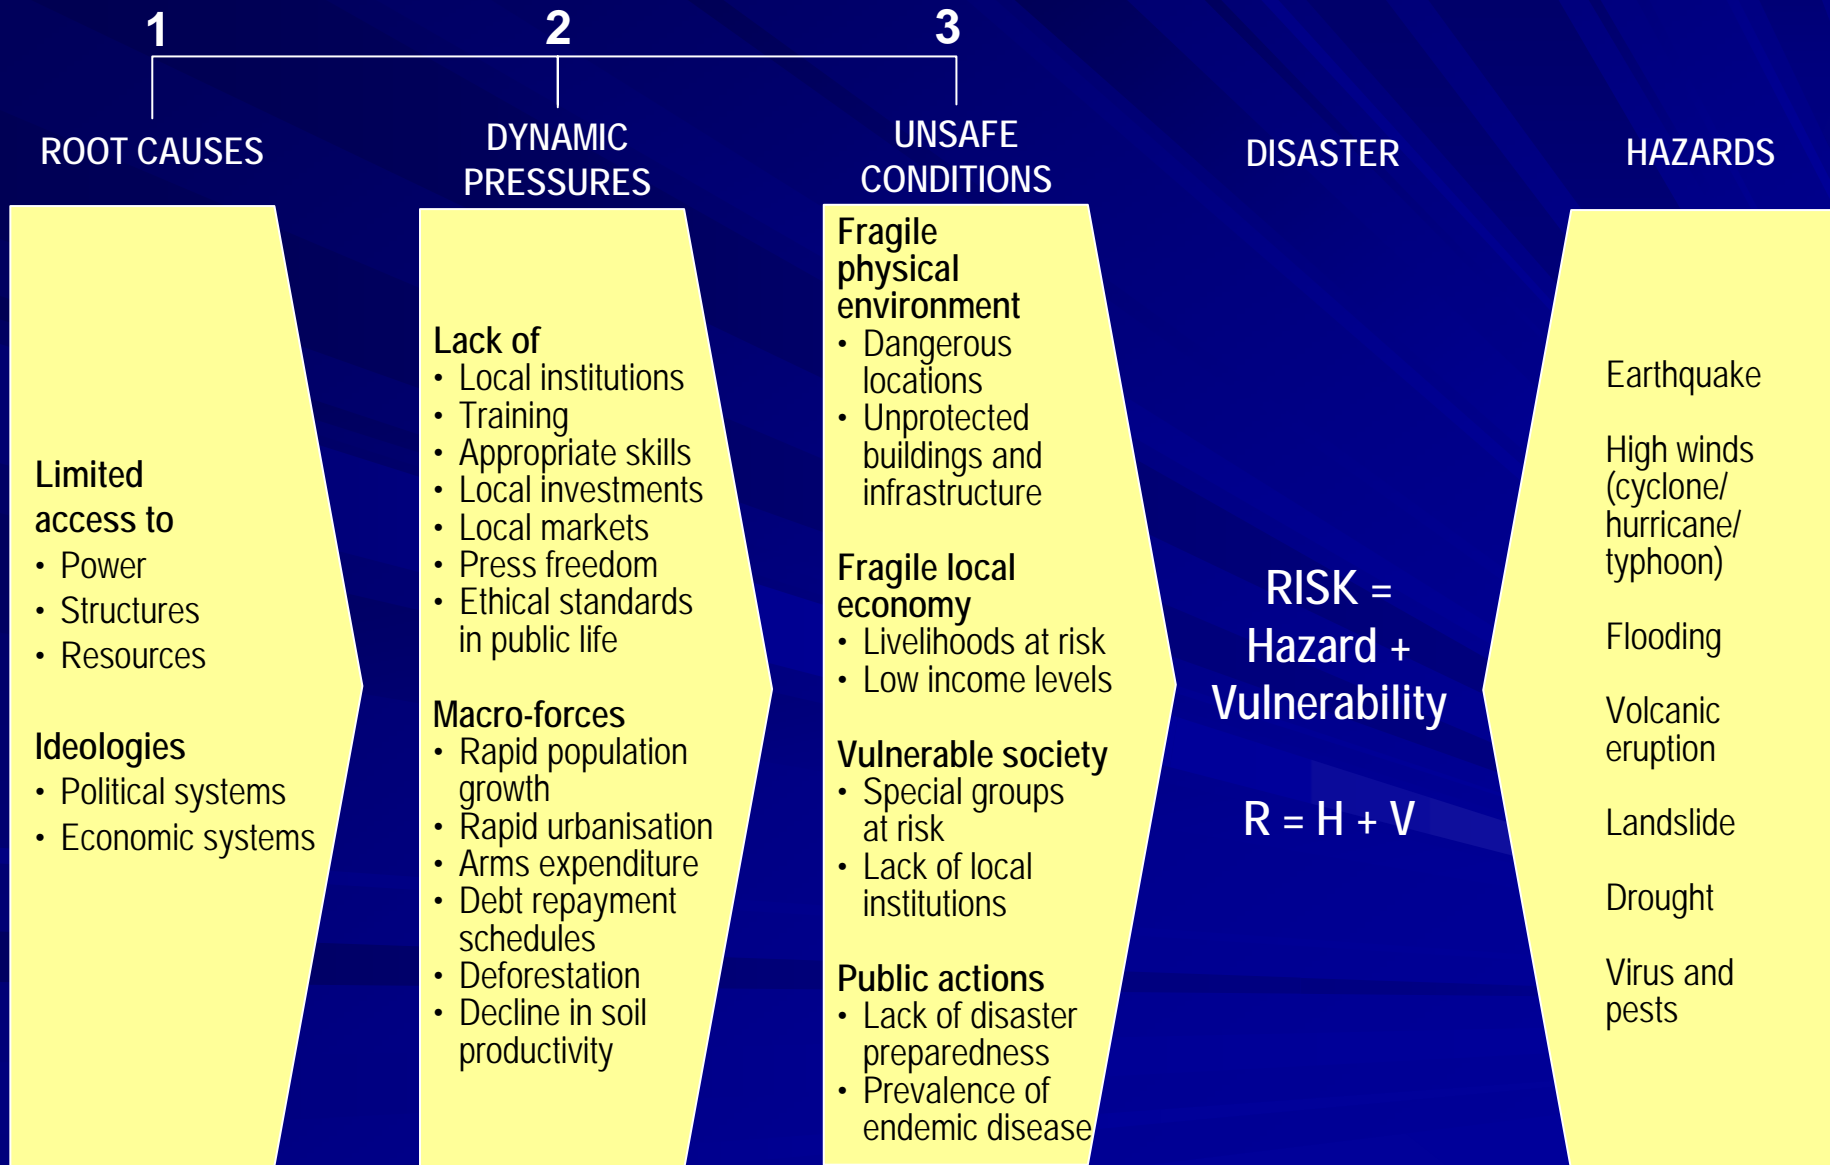 1
2
3
ROOT CAUSES
DYNAMIC
PRESSURES
UNSAFE
CONDITIONS
DISASTER
HAZARDS
Limited
access to
• Power
• Structures
• Resources
Ideologies
• Political systems
• Economic systems
Lack of
• Local institutions
• Training
• Appropriate skills
• Local investments
• Local markets
• Press freedom
• Ethical standards
in public life
Macro-forces
• Rapid population
growth
• Rapid urbanisation
• Arms expenditure
• Debt repayment
schedules
• Deforestation
• Decline in soil
productivity
Fragile
physical
environment
• Dangerous
locations
• Unprotected
buildings and
infrastructure
Fragile local
economy
• Livelihoods at risk
• Low income levels
Vulnerable society
• Special groups
at risk
• Lack of local
institutions
Public actions
• Lack of disaster
preparedness
• Prevalence of
endemic disease
RISK =
Hazard +
Vulnerability
R = H + V
Earthquake
High winds
(cyclone/
hurricane/
typhoon)
Flooding
Volcanic
eruption
Landslide
Drought
Virus and
pests